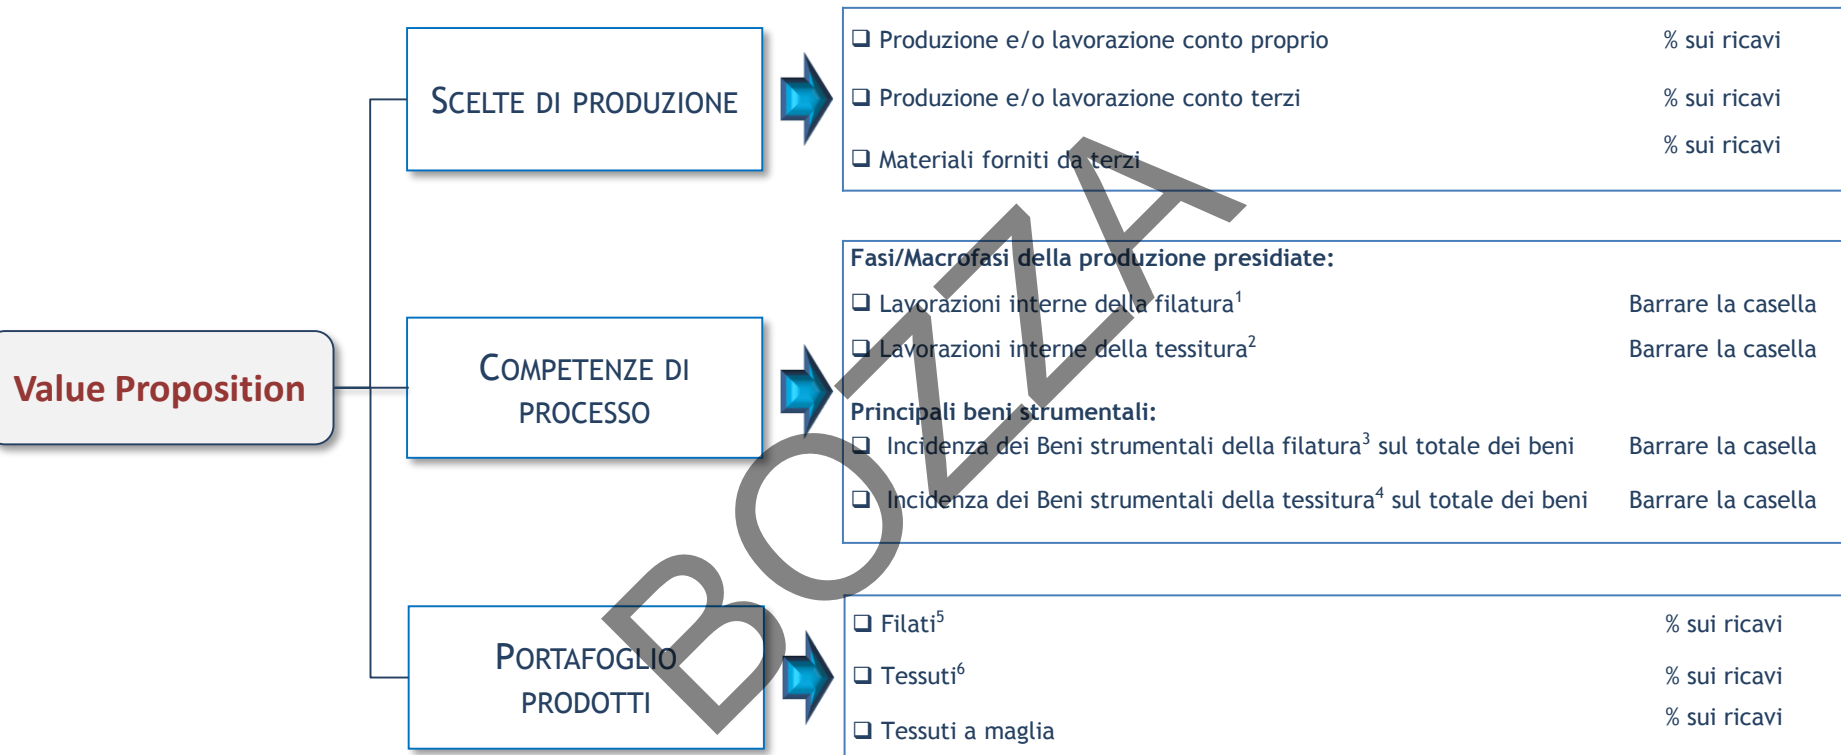 Value Proposition
SCELTE DI PRODUZIONE
❑ Produzione e/o lavorazione conto proprio % sui ricavi
❑ Produzione e/o lavorazione conto terzi % sui ricavi
❑ Materiali forniti da terzi % sui ricavi
COMPETENZE DI
PROCESSO
Fasi/Macrofasi della produzione presidiate:
❑ Lavorazioni interne della filatura¹ Barrare la casella
❑ Lavorazioni interne della tessitura² Barrare la casella
Principali beni strumentali:
❑ Incidenza dei Beni strumentali della filatura³ sul totale dei beni Barrare la casella
❑ Incidenza dei Beni strumentali della tessitura⁴ sul totale dei beni Barrare la casella
PORTAFOGLIO
PRODOTTI
❑ Filati⁵ % sui ricavi
❑ Tessuti⁶ % sui ricavi
❑ Tessuti a maglia % sui ricavi
BOZZA